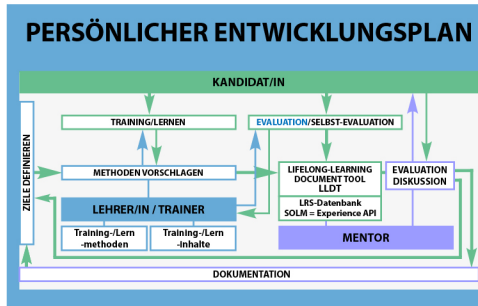 PERSÖNLICHER ENTWICKLUNGSPLAN
KANDIDAT/IN
TRAINING/LERNEN
EVALUATION/SELBST-EVALUATION
ZIELE DEFINIEREN
METHODEN VORSCHLAGEN
LIFELONG-LEARNING
DOCUMENT TOOL
LLDT
EVALUATION
DISKUSSION
LRS-Datenbank
SOLM = Experience API
LEHRER/IN / TRAINER
Training-/Lern
-methoden
Training-/Lern
-inhalte
MENTOR
DOKUMENTATION